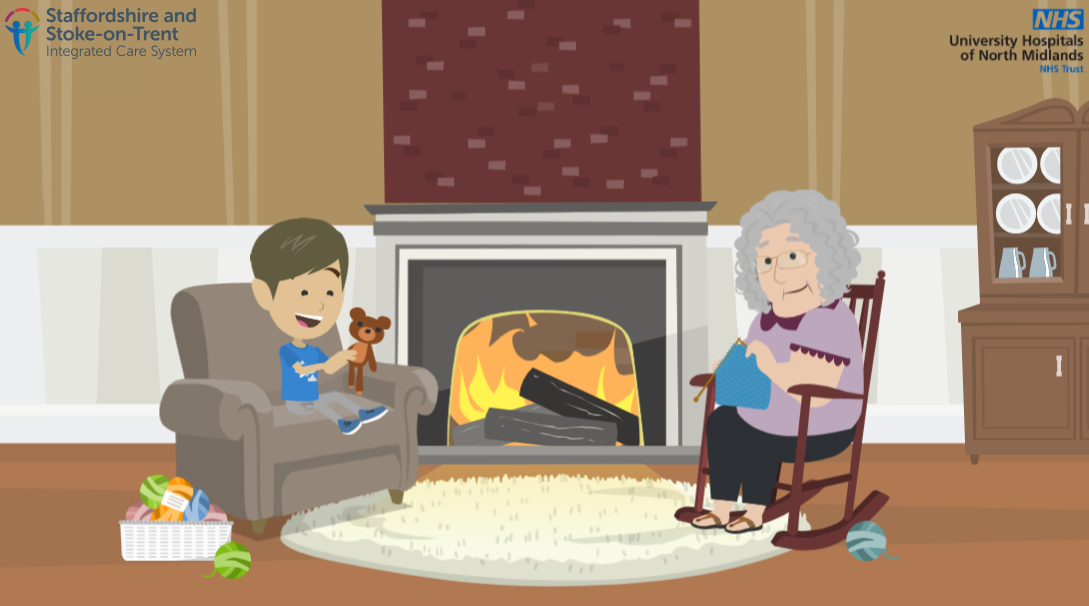 Staffordshire and
Stoke-on-Trent
Integrated Care System
NHS
University Hospitals
of North Midlands
NHS Trust